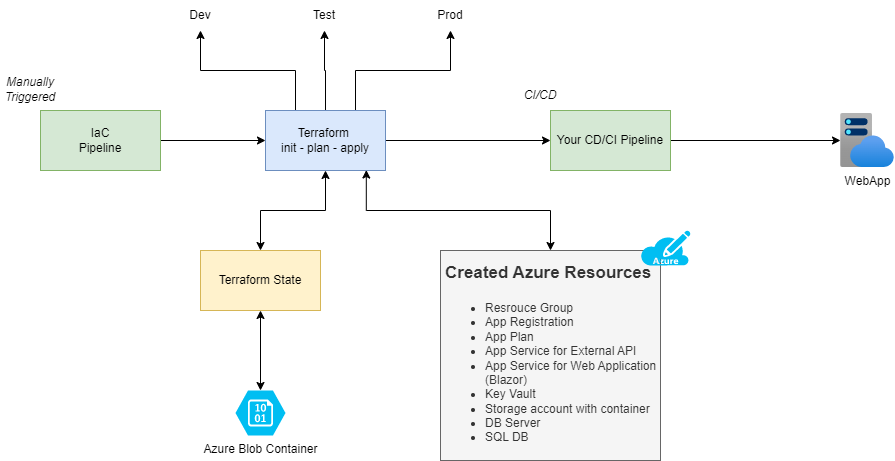 Dev
Test
Prod
Manually
Triggered
CI/CD
IaC
Pipeline
Terraform
init - plan - apply
Your CD/CI Pipeline
WebApp
Terraform State
10
01
Azure Blob Container
Azure
Created Azure Resources
Resrouce Group
App Registration
App Plan
App Service for External API
App Service for Web Application
(Blazor)
Key Vault
Storage account with container
DB Server
SQL DB